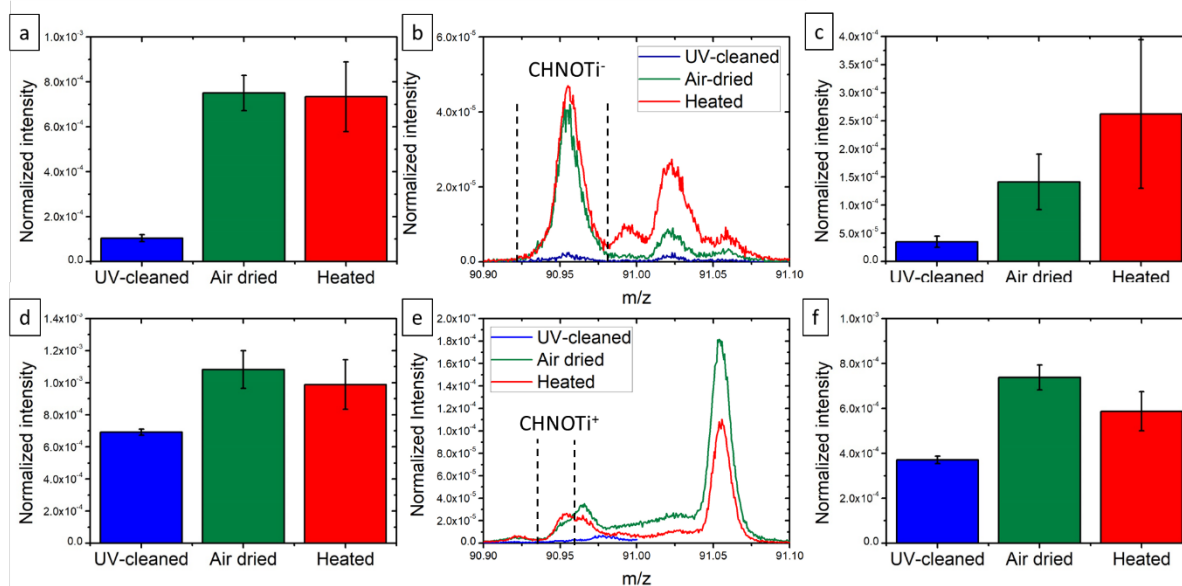 a
Normalized intensity
1.0x10-3
8.0x10-4
6.0x10-4
4.0x10-4
2.0x10-4
0.0
UV-cleaned Air dried Heated
b
Normalized intensity
6.0x10-5
4.0x10-5
2.0x10-5
0.0
CHNOTi-
UV-cleaned
Air-dried
Heated
90.90 90.95 91.00 91.05 91.10
m/z
c
Normalized intensity
4.0x10-4
3.5x10-4
3.0x10-4
2.5x10-4
2.0x10-4
1.5x10-4
1.0x10-4
5.0x10-5
0.0
UV-cleaned Air dried Heated
d
Normalized intensity
1.4x10-3
1.2x10-3
1.0x10-3
8.0x10-4
6.0x10-4
4.0x10-4
2.0x10-4
0.0
UV-cleaned Air dried Heated
e
Normalized Intensity
2.0x10-4
1.8x10-4
1.6x10-4
1.4x10-4
1.2x10-4
1.0x10-4
8.0x10-5
6.0x10-5
4.0x10-5
2.0x10-5
0.0
UV-cleaned
Air dried
Heated
CHNOTi+
90.90 90.95 91.00 91.05 91.10
m/z
f
Normalized intensity
1.0x10-3
8.0x10-4
6.0x10-4
4.0x10-4
2.0x10-4
0.0
UV-cleaned Air dried Heated